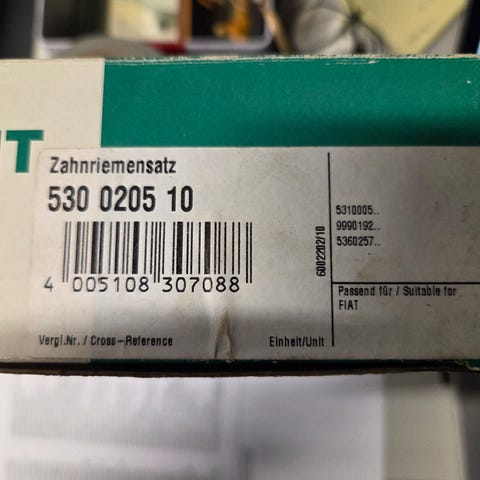 Zahnriemensatz
530 0205 10
4 005108 307088
Vergl.Nr. / Cross-Reference
Einheit/Unit
6002202/10
5310005..
9990192..
5360257..
Passend für / Suitable for
FIAT